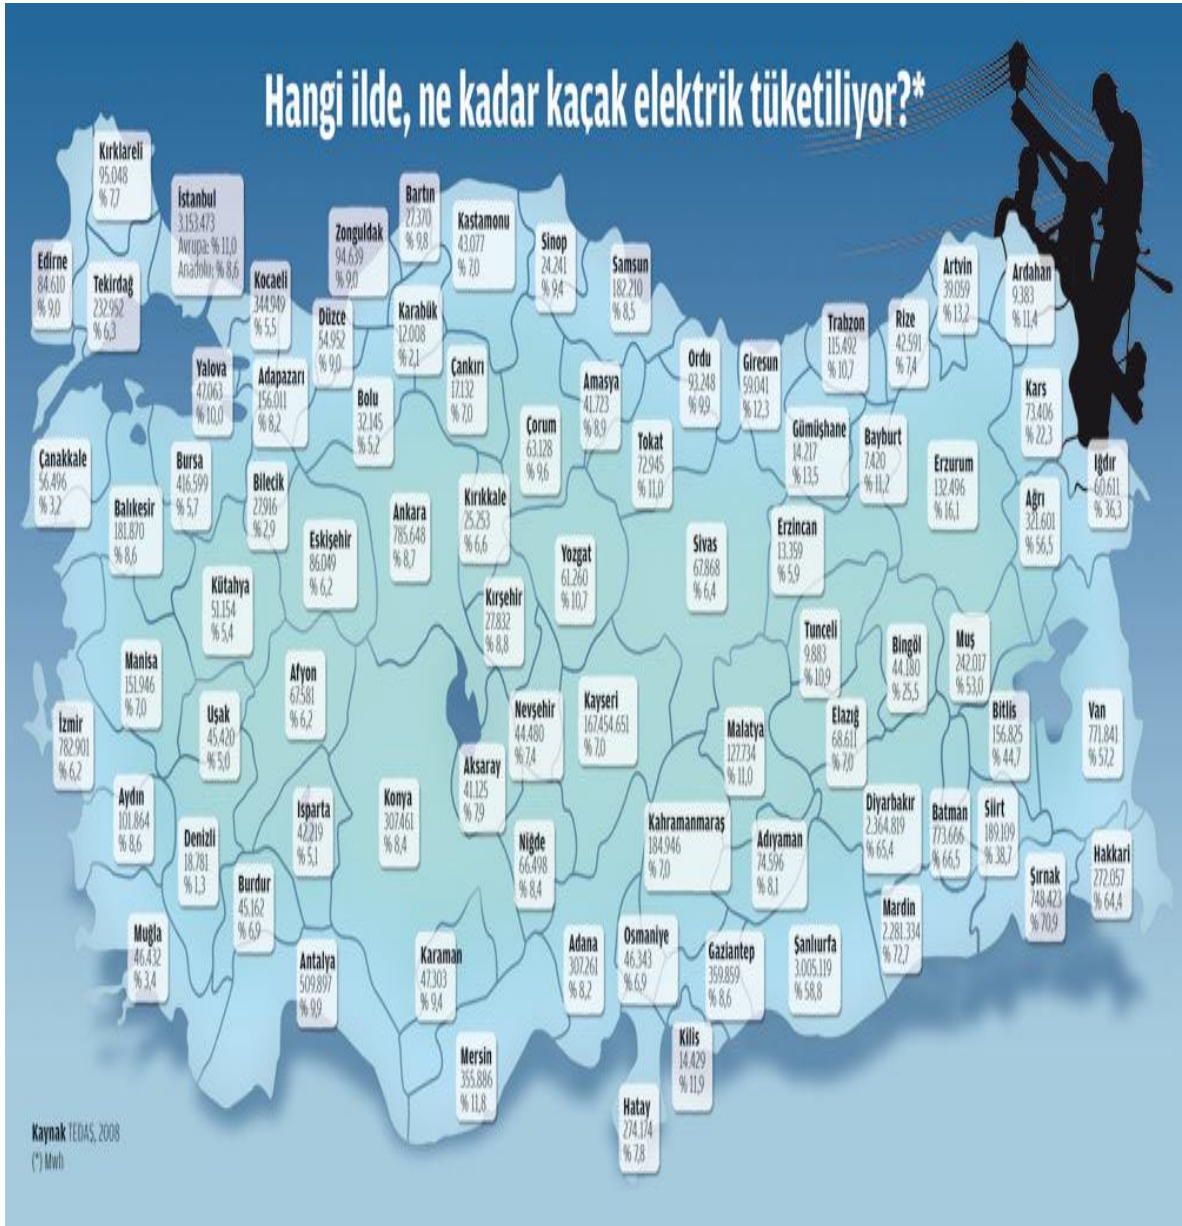 Hangi ilde, ne kadar kaçak elektrik tüketiliyor?*
Kırklareli
95.048
% 7,7
İstanbul
3.153.473
Avrupa: % 11,0
Anadolu: % 8,6
Edirne
84.610
% 9,0
Tekirdağ
232.952
% 6,3
Kocaeli
344.949
% 5,5
Zonguldak
94.639
% 9,0
Bartın
27.370
% 9,8
Kastamonu
43.077
% 7,0
Sinop
24.241
% 9,4
Samsun
182.210
% 8,5
Düzce
54.952
% 9,0
Karabük
12.008
% 2,1
Yalova
47.063
% 10,0
Adapazarı
156.011
% 8,2
Bolu
32.145
% 5,2
Çankırı
17.132
% 7,0
Amasya
41.723
% 8,9
Ordu
93.248
% 9,9
Giresun
59.041
% 12,3
Trabzon
115.492
% 10,7
Rize
42.591
% 7,4
Artvin
39.059
% 13,2
Ardahan
9.383
% 11,4
Kars
73.406
% 22,3
Çanakkale
56.496
% 3,2
Bursa
416.599
% 5,7
Balıkesir
181.870
% 8,6
Bilecik
27.916
% 2,9
Eskişehir
86.049
% 6,2
Ankara
785.648
% 8,7
Kırıkkale
25.253
% 6,6
Çorum
63.128
% 9,6
Tokat
72.945
% 11,0
Gümüşhane
14.217
% 13,5
Bayburt
7.420
% 11,2
Erzurum
132.496
% 16,1
Ağrı
321.601
% 56,5
Iğdır
60.611
% 36,3
Kütahya
51.154
% 5,4
Kırşehir
27.832
% 8,8
Yozgat
61.260
% 10,7
Sivas
67.868
% 6,4
Erzincan
13.359
% 5,9
Manisa
151.946
% 7,0
Afyon
67.581
% 6,2
Tunceli
9.883
% 10,9
Bingöl
44.180
% 25,5
Muş
242.017
% 53,0
İzmir
782.901
% 6,2
Uşak
45.420
% 5,0
Nevşehir
44.480
% 7,4
Kayseri
167.454.651
% 7,0
Malatya
127.734
% 11,0
Elazığ
68.611
% 7,0
Bitlis
156.825
% 44,7
Van
771.841
% 57,2
Aydın
101.864
% 8,6
Denizli
18.781
% 1,3
Isparta
42.219
% 5,1
Konya
307.461
% 8,4
Aksaray
41.125
% 7,9
Niğde
66.498
% 8,4
Kahramanmaraş
184.946
% 7,0
Adıyaman
74.596
% 8,1
Diyarbakır
2.364.819
% 65,4
Batman
773.606
% 66,5
Siirt
189.109
% 38,7
Şırnak
748.423
% 70,9
Hakkari
272.057
% 64,4
Burdur
45.162
% 6,9
Muğla
46.432
% 3,4
Antalya
509.897
% 9,9
Karaman
47.303
% 9,4
Adana
307.261
% 8,2
Osmaniye
46.343
% 6,9
Gaziantep
359.859
% 8,6
Şanlıurfa
3.005.119
% 58,8
Mardin
2.281.334
% 72,7
Mersin
355.886
% 11,8
Kilis
14.429
% 11,9
Hatay
274.174
% 7,8
Kaynak TEDAŞ, 2008
(*) Mwh